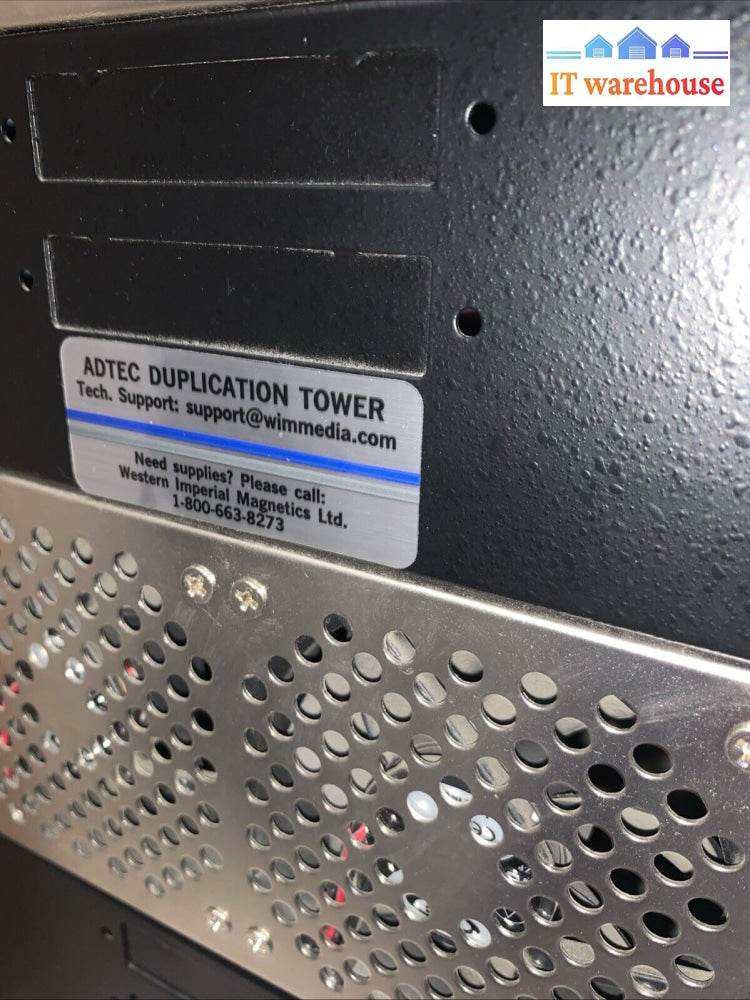 IT warehouse
ADTEC DUPLICATION TOWER
Tech. Support: support@wimmedia.com
Need supplies? Please call:
Western Imperial Magnetics Ltd.
1-800-663-8273